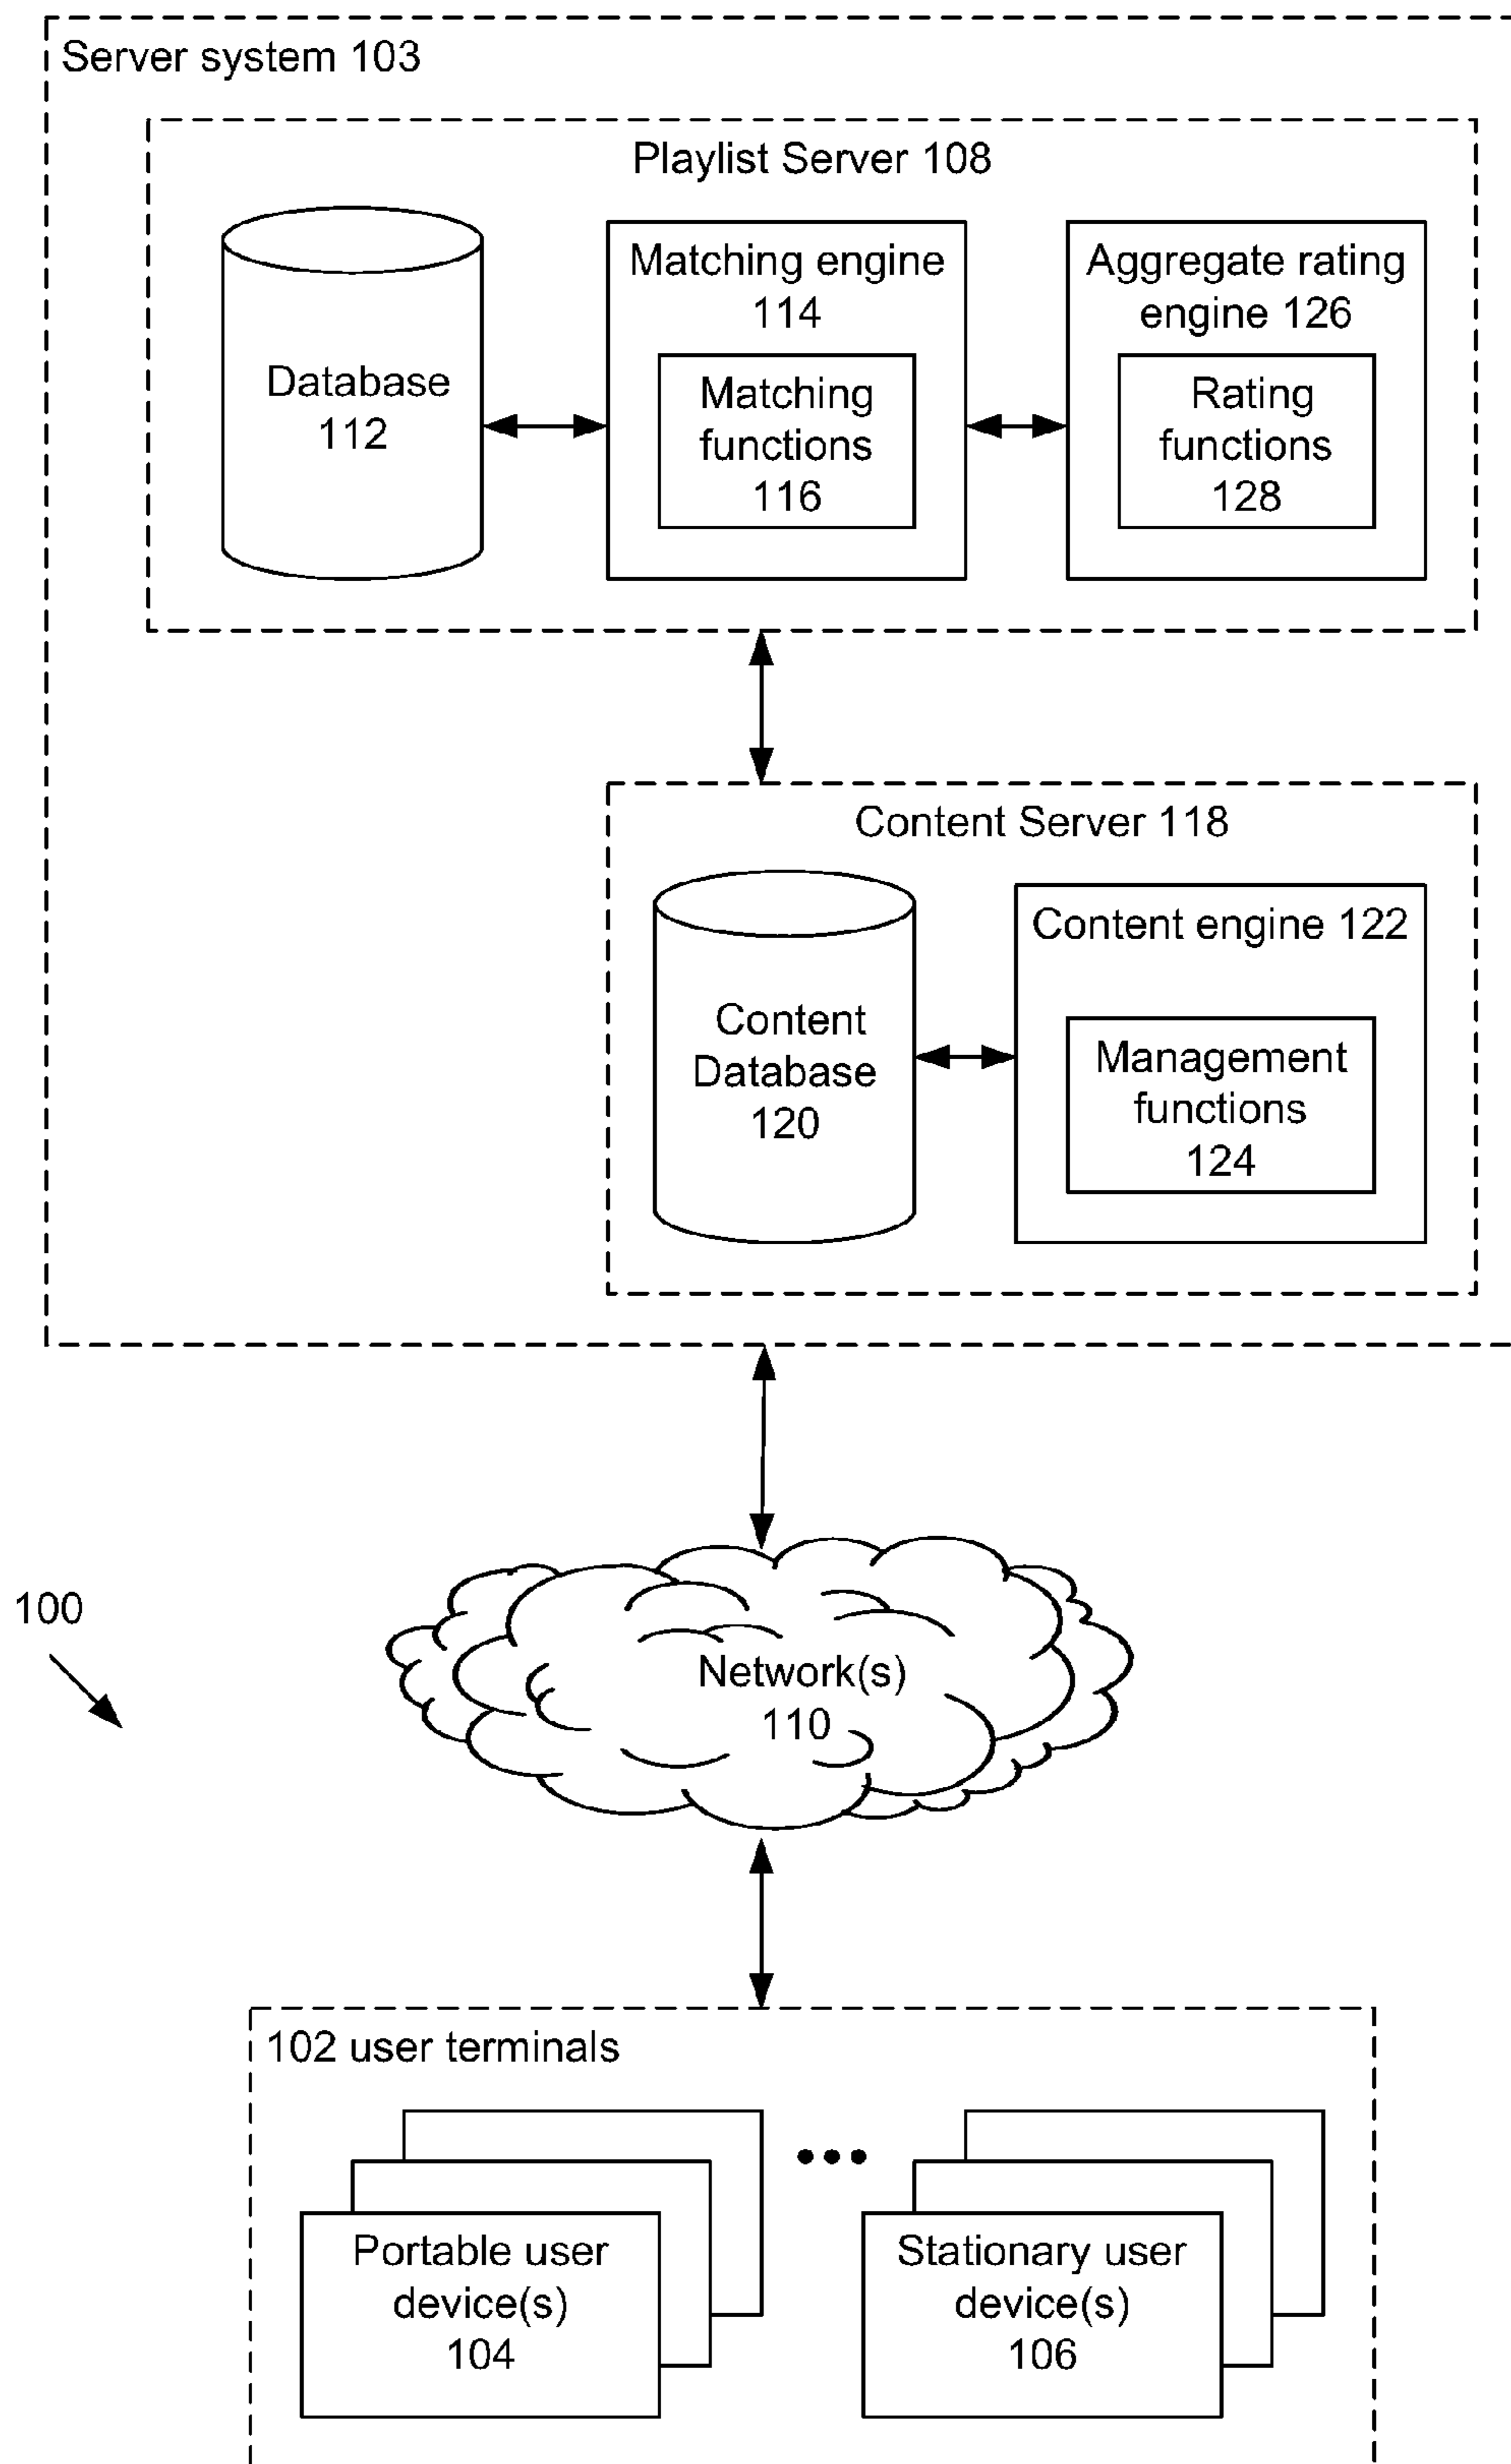 Server system 103
Playlist Server 108
Database
112
Matching engine
114
Matching
functions
116
Aggregate rating
engine 126
Rating
functions
128
Content Server 118
Content
Database
120
Content engine 122
Management
functions
124
100
Network(s)
110
102 user terminals
Portable user
device(s)
104
Stationary user
device(s)
106